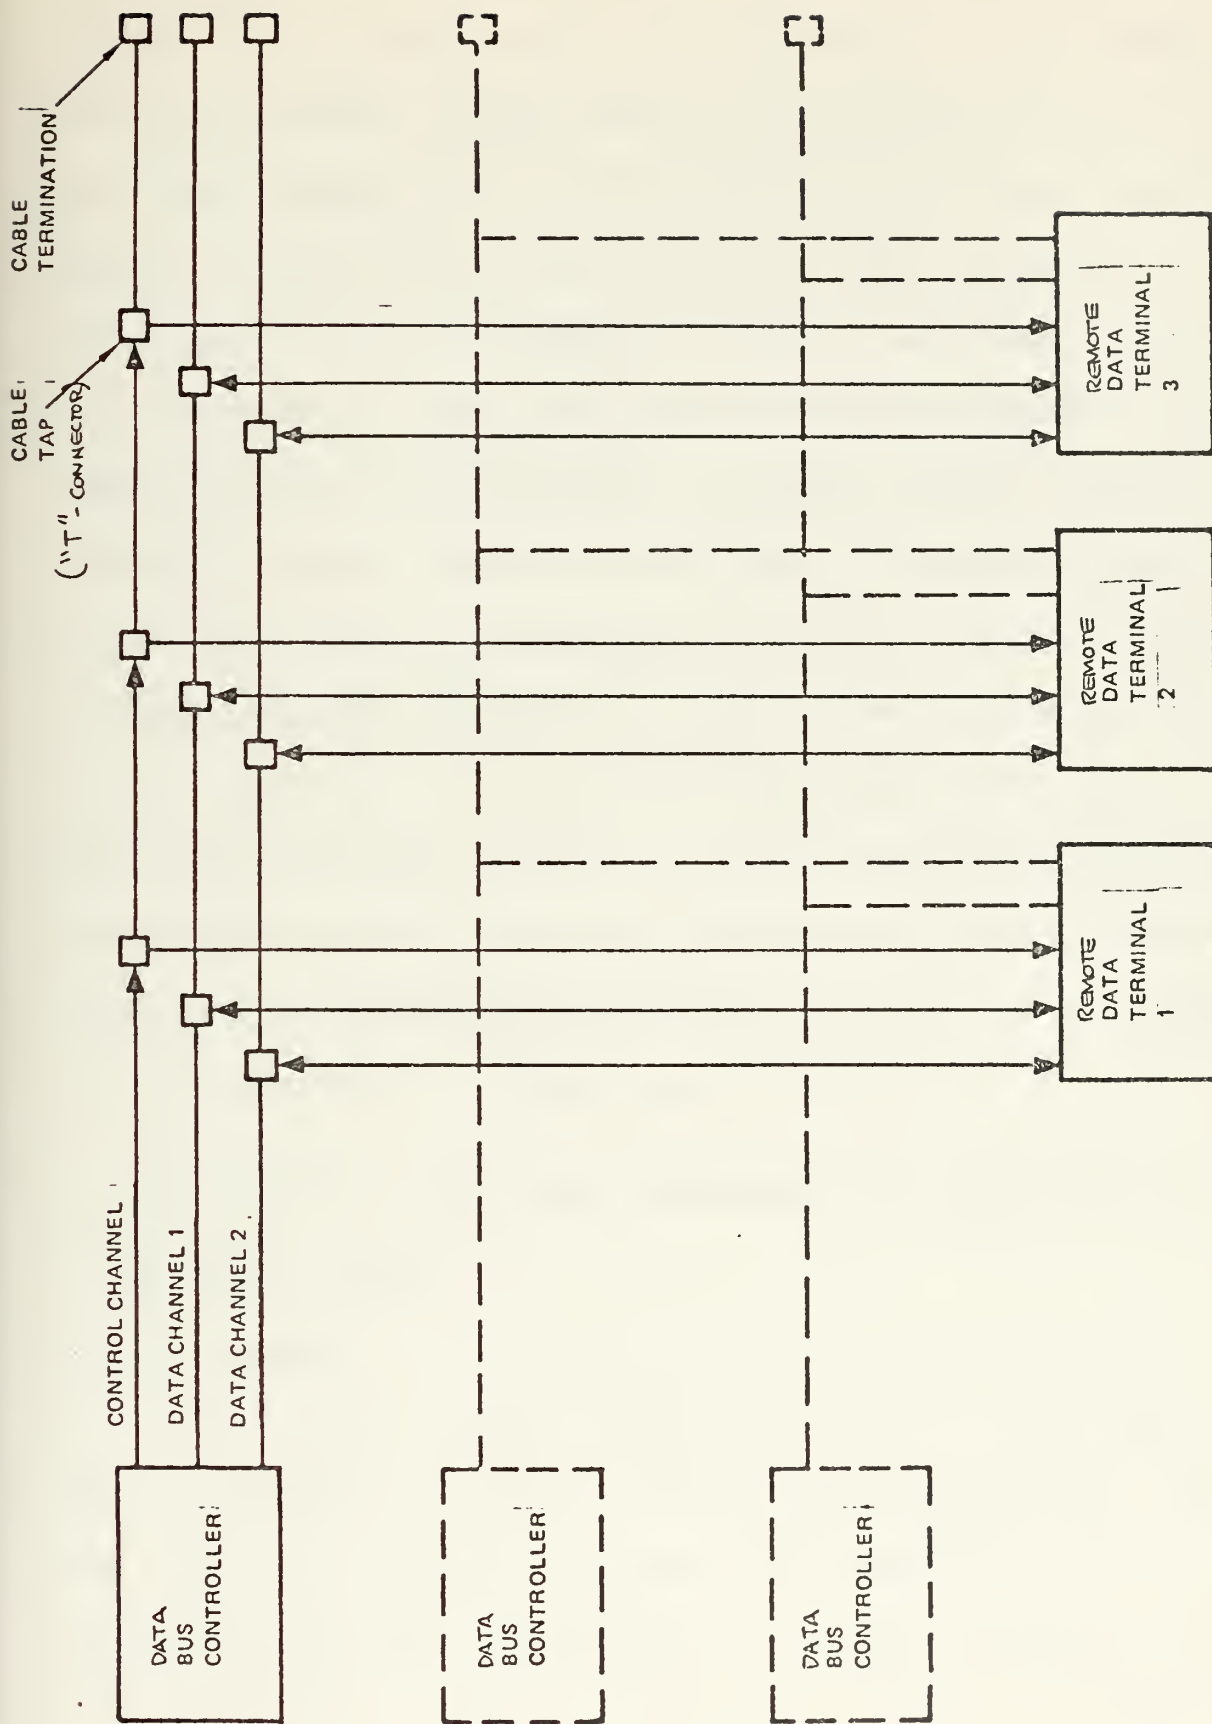 CABLE
TAP
("T"-CONNECTOR)
CABLE
TERMINATION
CONTROL CHANNEL
DATA CHANNEL 1
DATA CHANNEL 2
DATA
BUS
CONTROLLER
DATA
BUS
CONTROLLER
DATA
BUS
CONTROLLER
REMOTE
DATA
TERMINAL
1
REMOTE
DATA
TERMINAL
2
REMOTE
DATA
TERMINAL
3